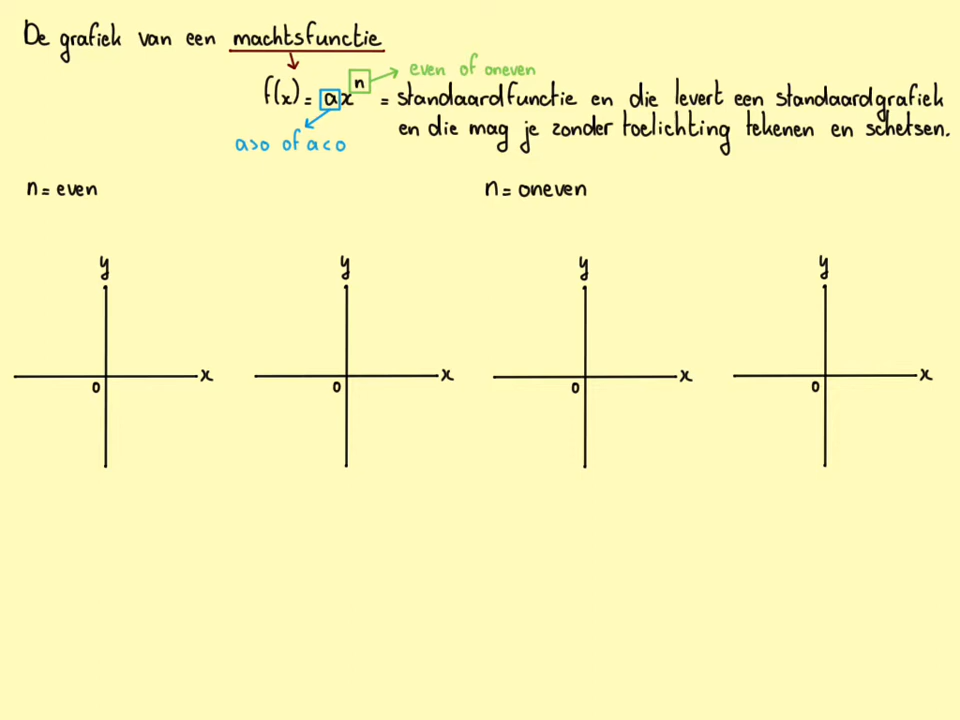 De grafiek van een machtsfunctie
even of oneven
f(x) = ax^n = standaardfunctie en die levert een standaardgrafiek
en die mag je zonder toelichting tekenen en schetsen.
a>0 of a<0
n = even
n = oneven
y
y
y
y
x
x
x
x
0
0
0
0